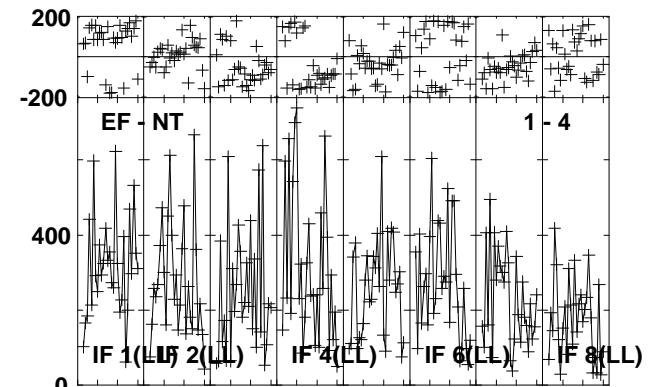 200
-200
EF - NT 1 - 4
400
IF 1(LL) IF 2(LL) IF 4(LL) IF 6(LL) IF 8(LL)
0